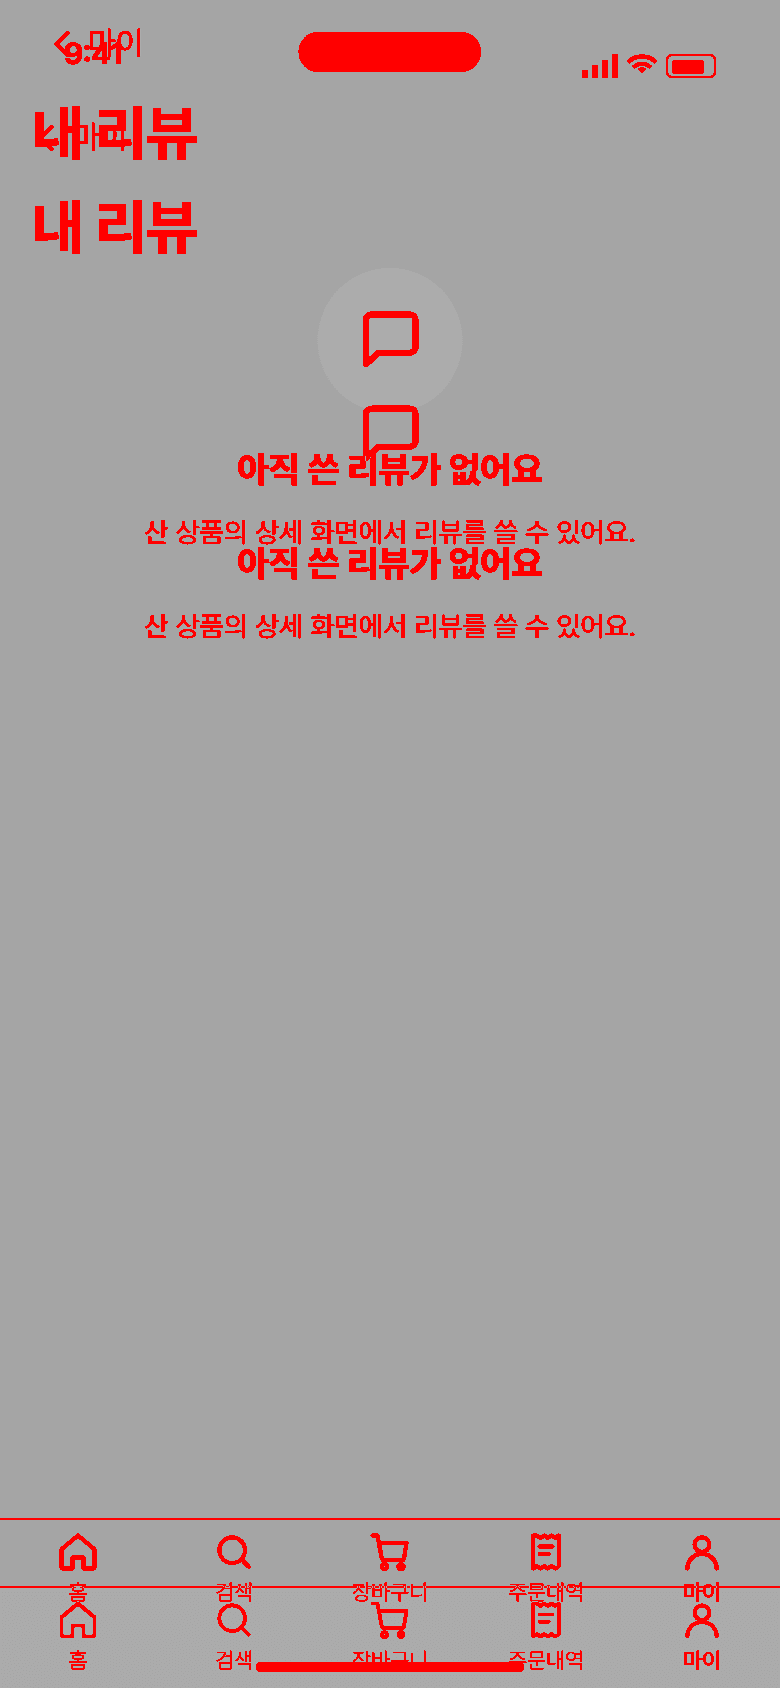 마이
9:41
내 리뷰
내 리뷰
아직 쓴 리뷰가 없어요
산 상품의 상세 화면에서 리뷰를 쓸 수 있어요.
아직 쓴 리뷰가 없어요
산 상품의 상세 화면에서 리뷰를 쓸 수 있어요.
홈 검색 장바구니 주문내역 마이
홈 검색 장바구니 주문내역 마이